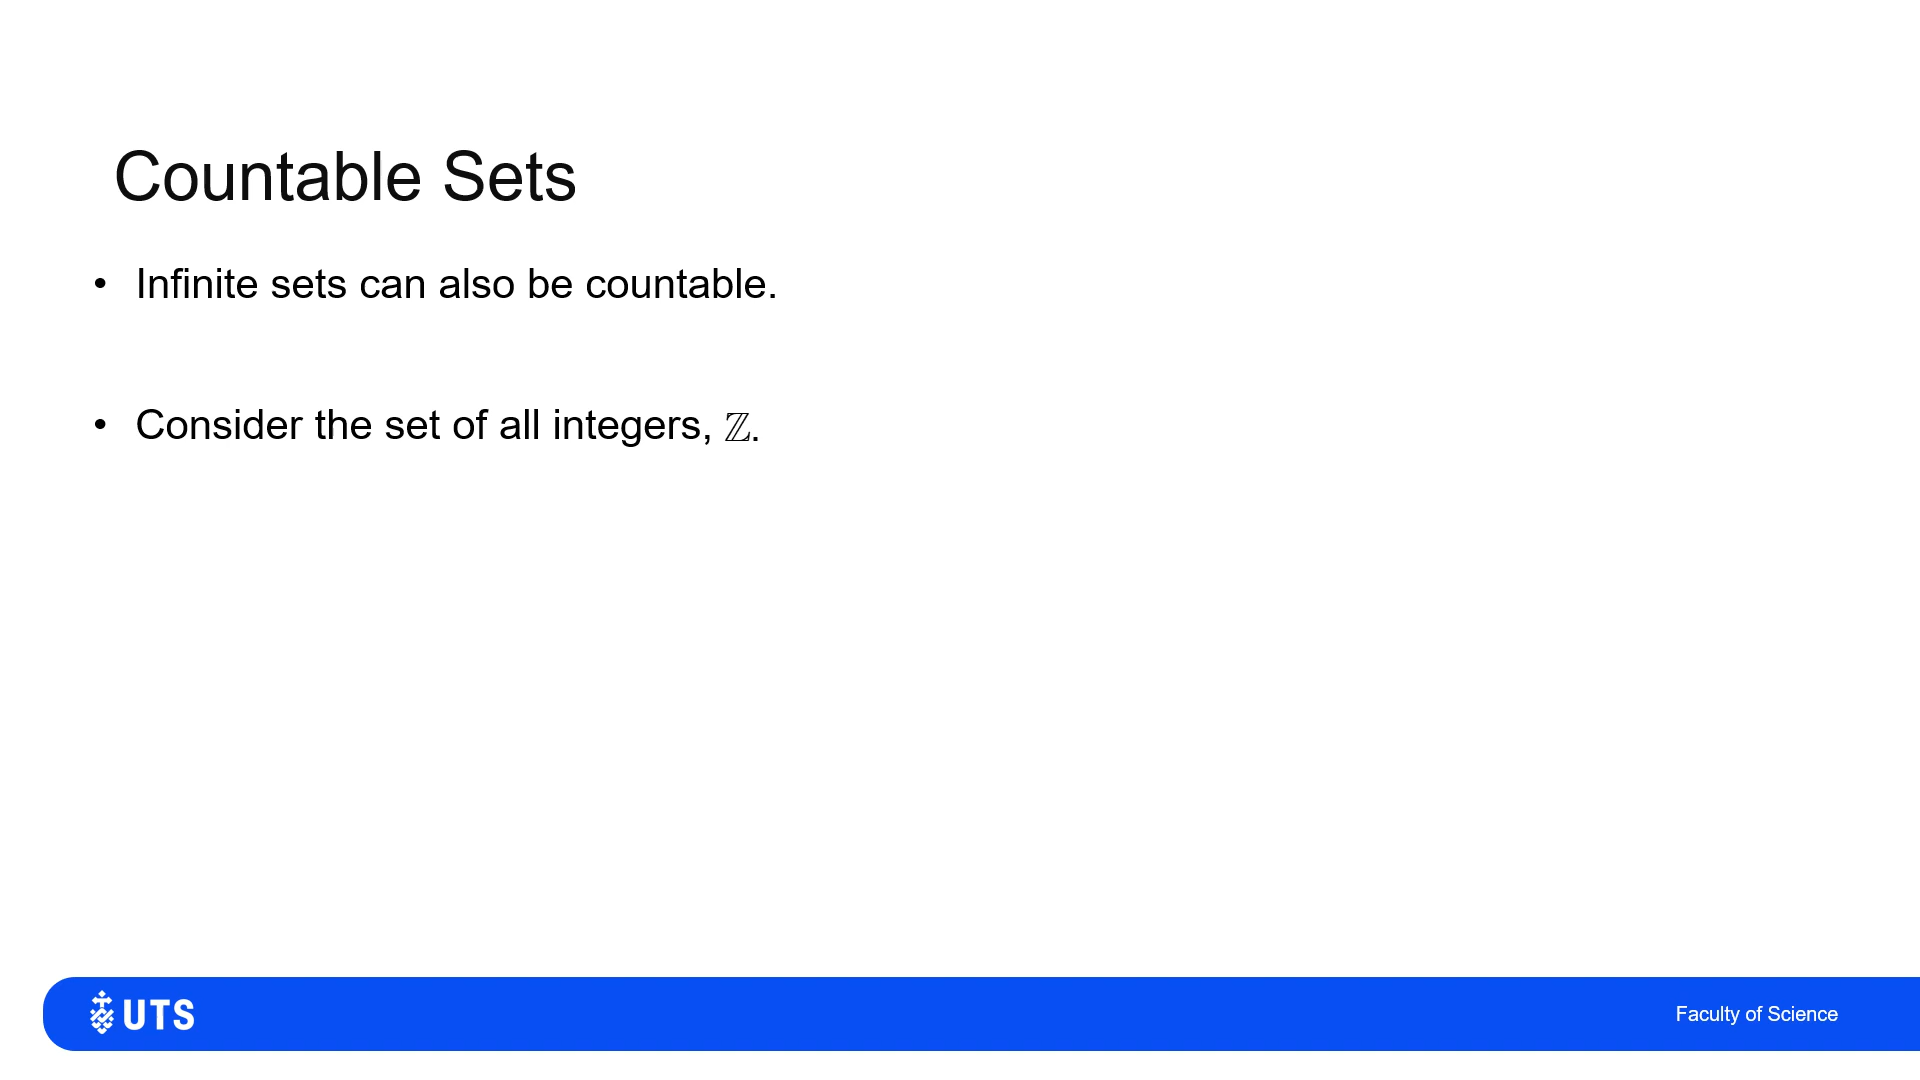 Countable Sets
• Infinite sets can also be countable.
• Consider the set of all integers, ℤ.
UTS
Faculty of Science